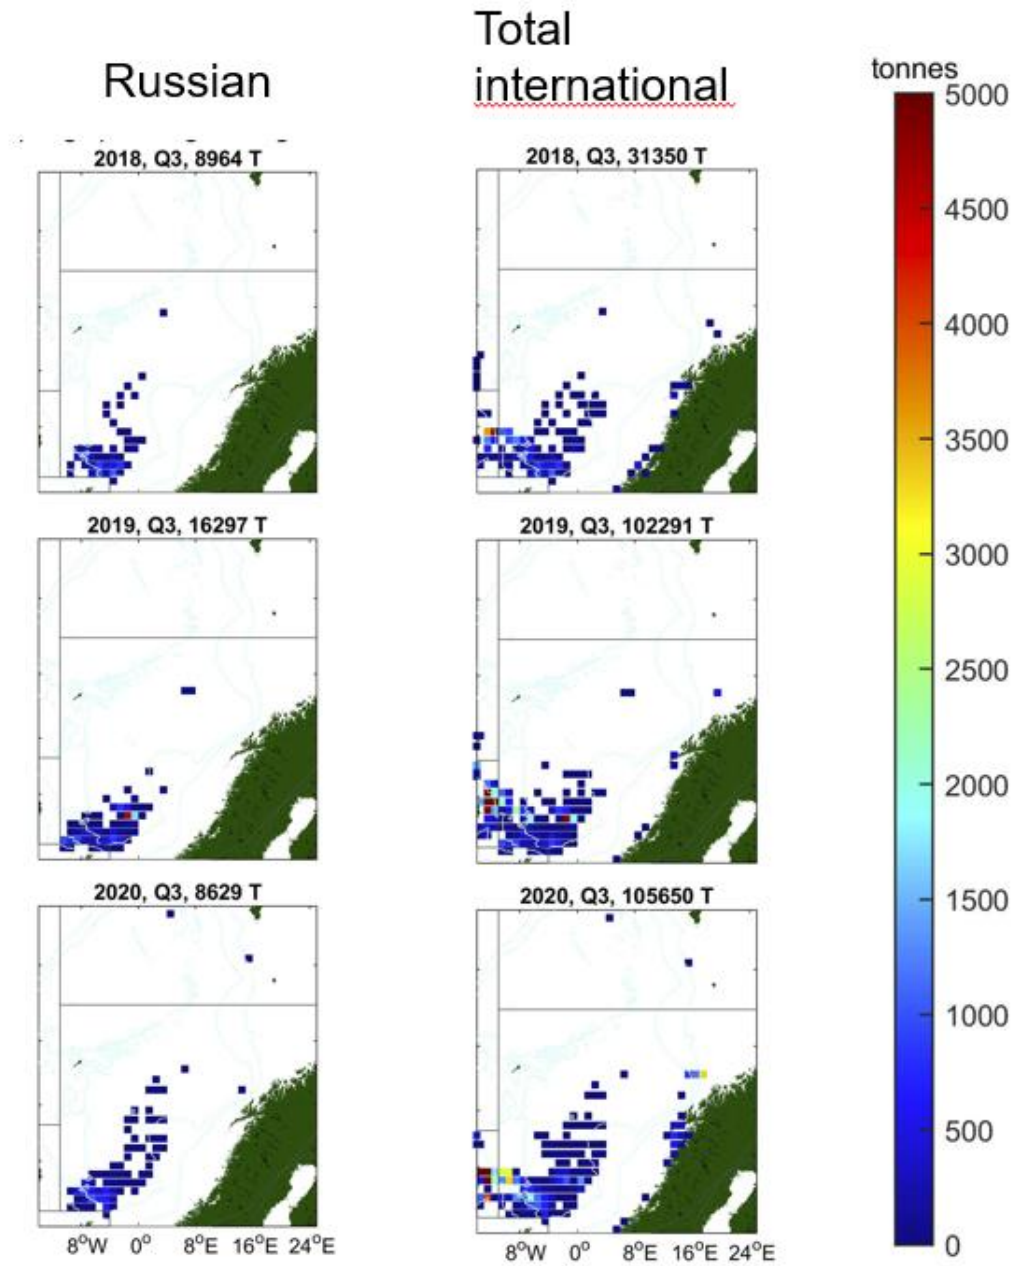 Total
Russian
international
tonnes
2018, Q3, 8964 T
2018, Q3, 31350 T
2019, Q3, 16297 T
2019, Q3, 102291 T
2020, Q3, 8629 T
2020, Q3, 105650 T
8°W 0° 8°E 16°E 24°E
8°W 0° 8°E 16°E 24°E
5000
4500
4000
3500
3000
2500
2000
1500
1000
500
0